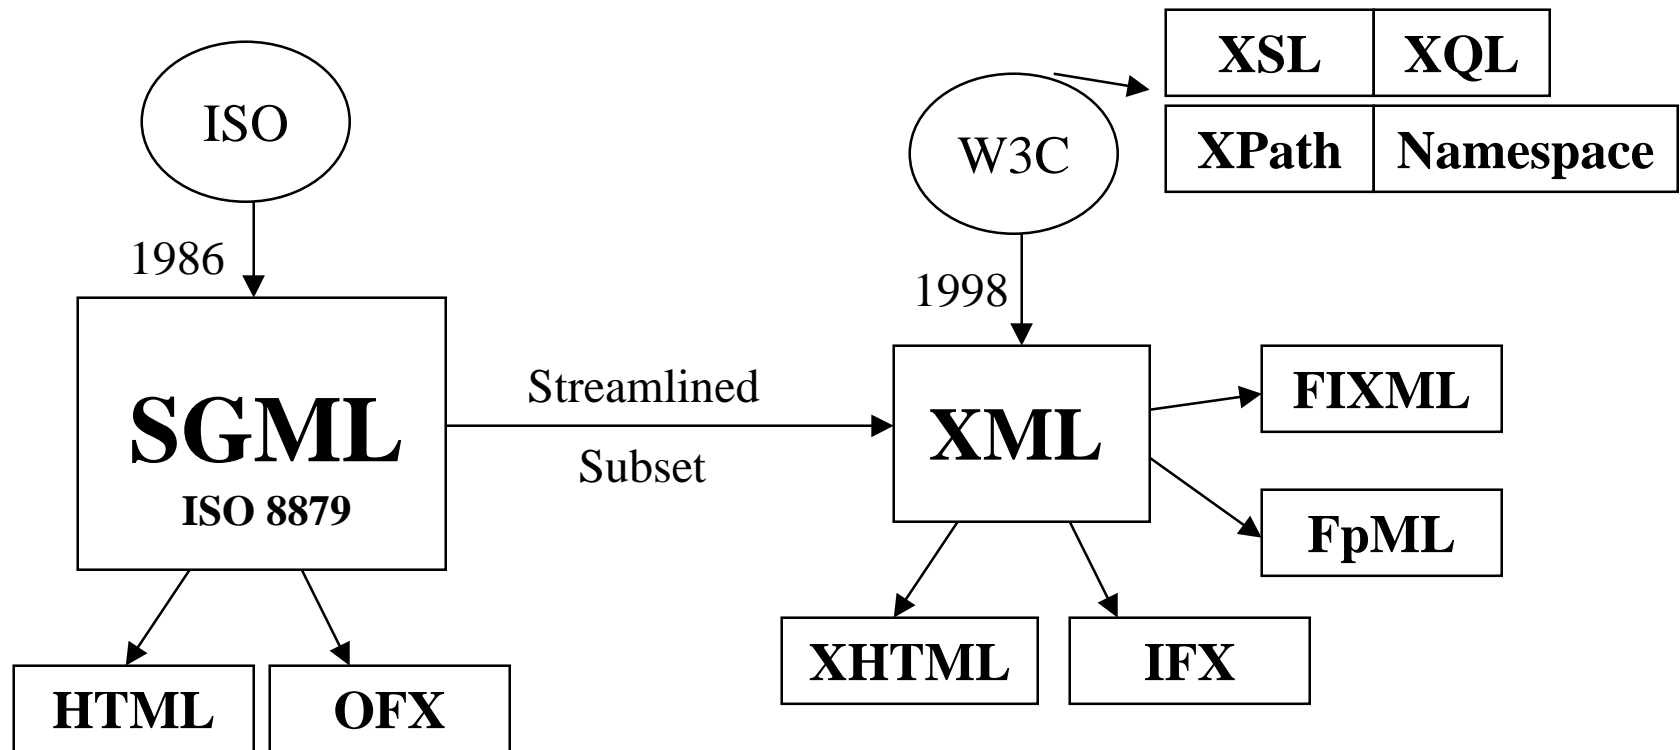 XSL XQL
ISO
W3C
XPath Namespace
1986
1998
Streamlined
FIXML
SGML
XML
Subset
ISO 8879
FpML
XHTML IFX
HTML OFX